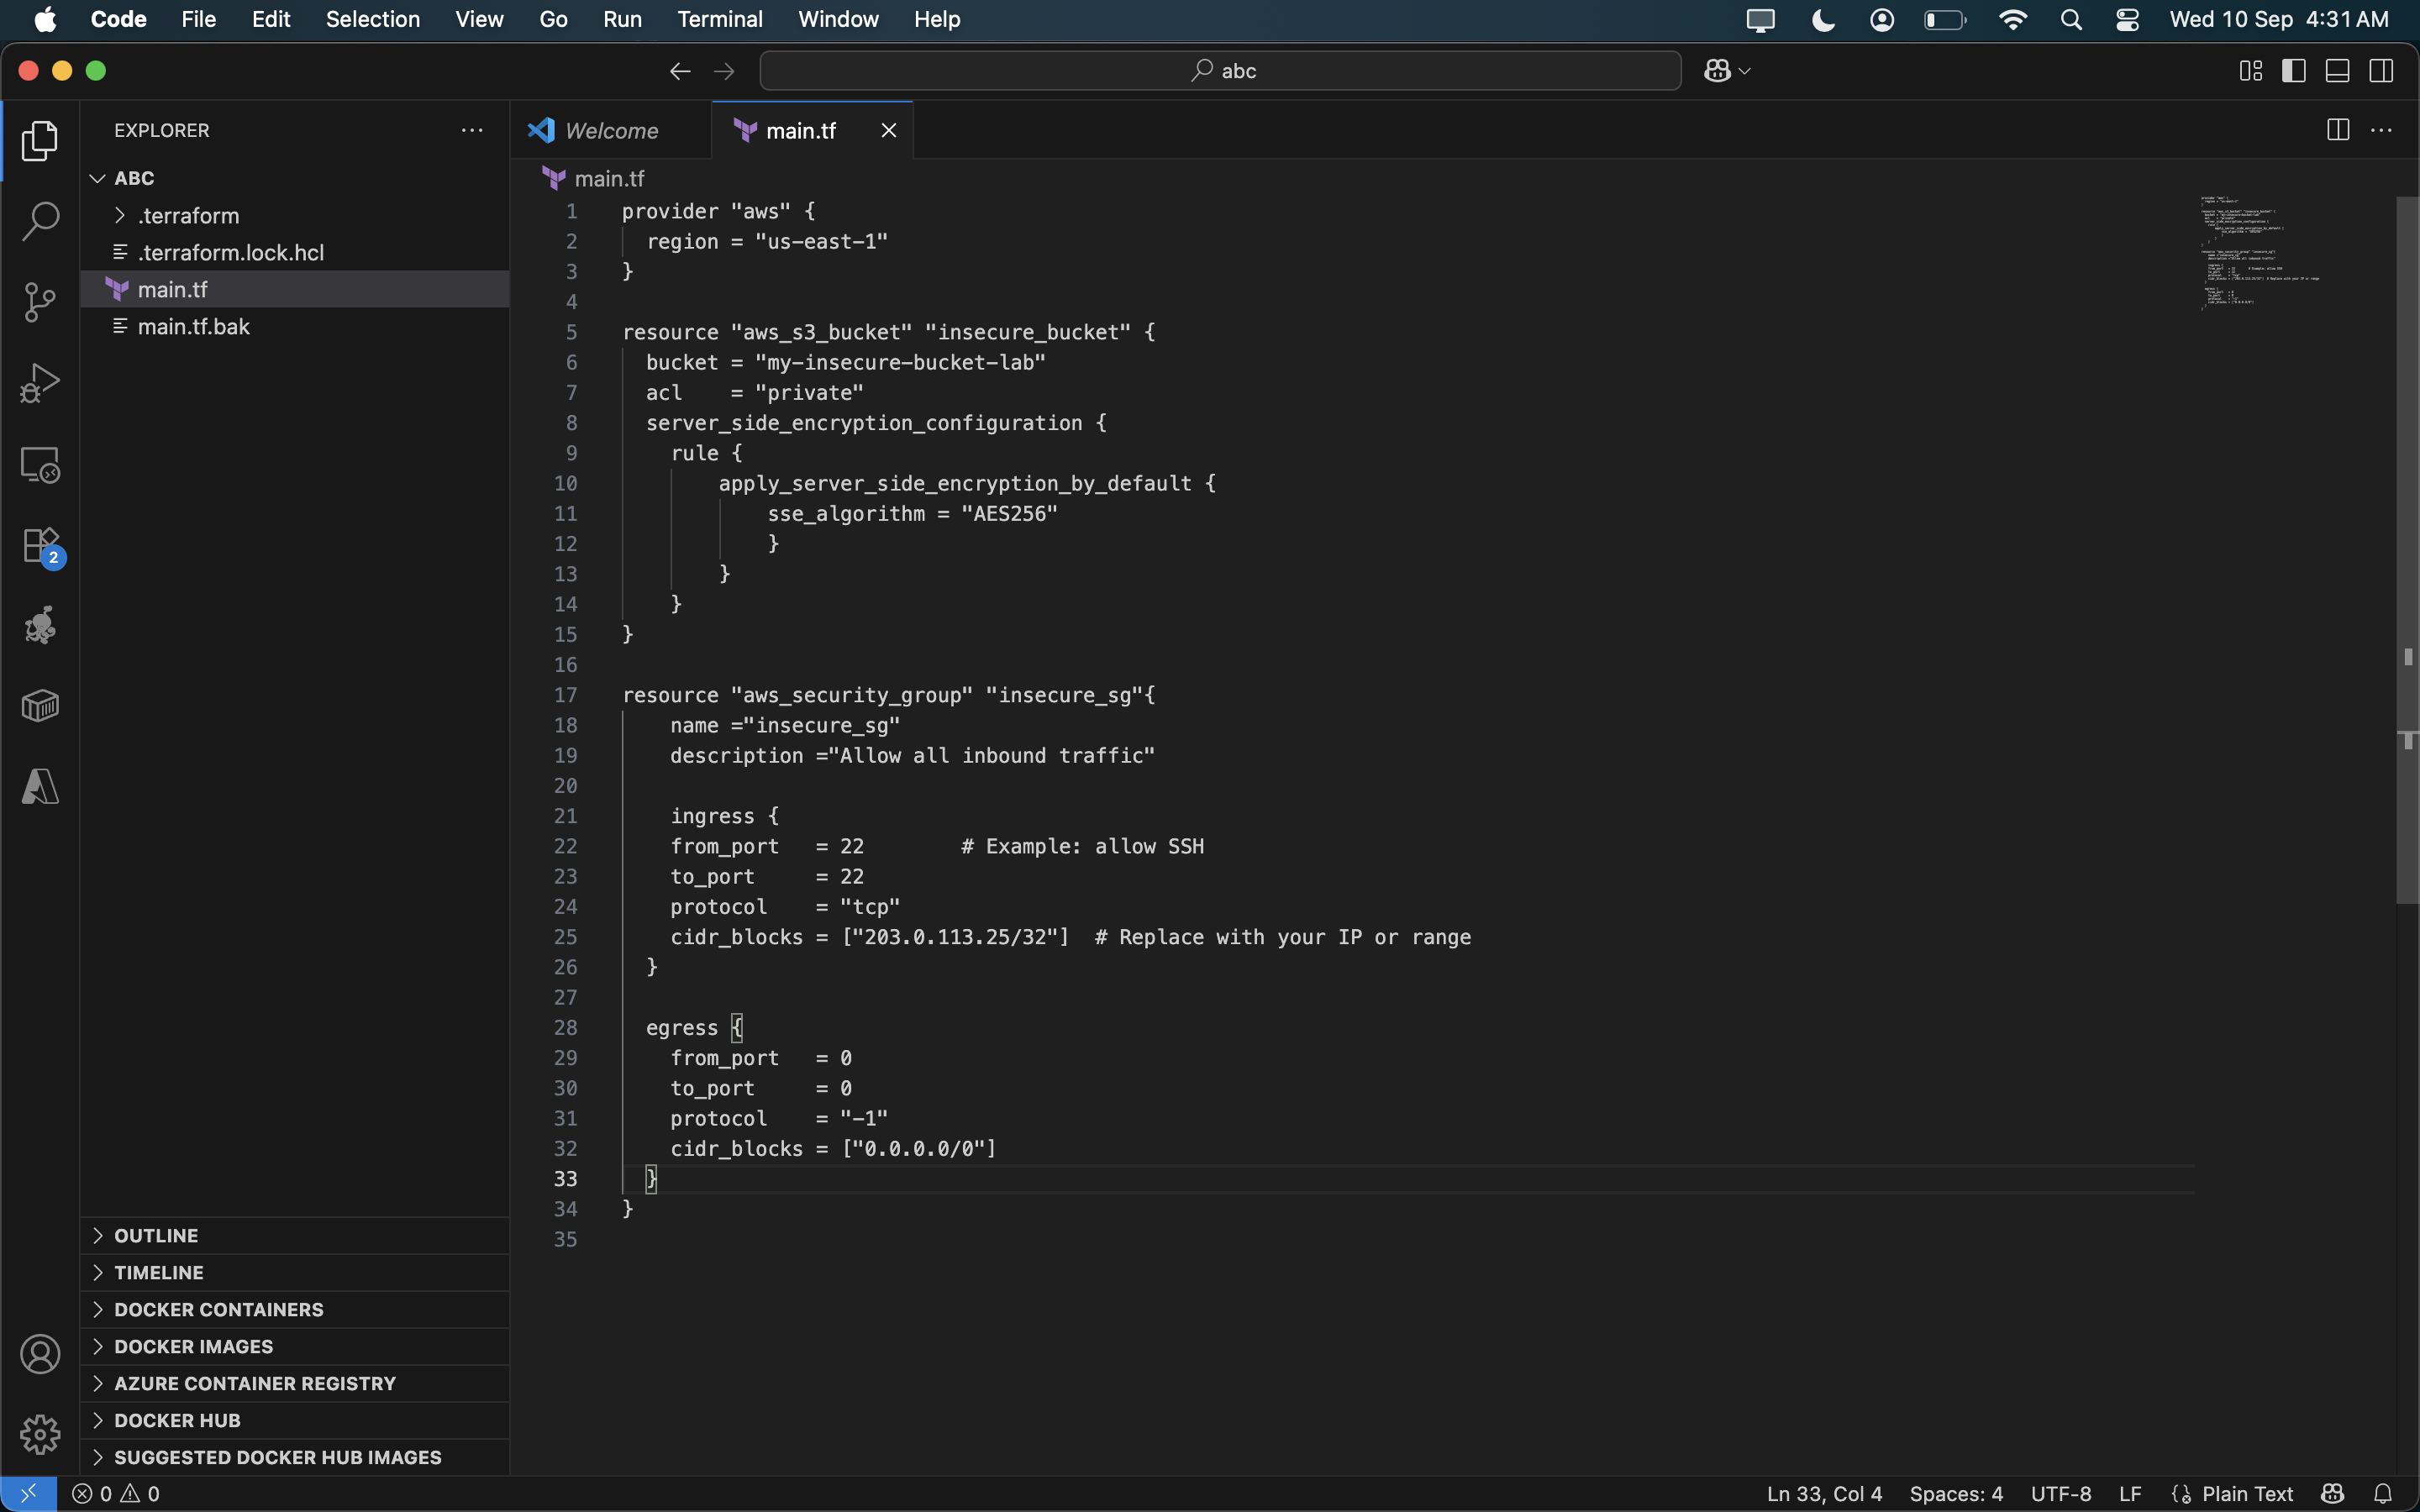 Code File Edit Selection View Go Run Terminal Window Help Wed 10 Sep 4:31 AM
abc
EXPLORER
ABC
.terraform
.terraform.lock.hcl
main.tf
main.tf.bak
2
OUTLINE
TIMELINE
DOCKER CONTAINERS
DOCKER IMAGES
AZURE CONTAINER REGISTRY
DOCKER HUB
SUGGESTED DOCKER HUB IMAGES
Welcome main.tf
main.tf
1 provider "aws" {
2 region = "us-east-1"
3 }
4
5 resource "aws_s3_bucket" "insecure_bucket" {
6 bucket = "my-insecure-bucket-lab"
7 acl    = "private"
8 server_side_encryption_configuration {
9 rule {
10 apply_server_side_encryption_by_default {
11 sse_algorithm = "AES256"
12 }
13 }
14 }
15 }
16
17 resource "aws_security_group" "insecure_sg"{
18 name ="insecure_sg"
19 description ="Allow all inbound traffic"
20
21 ingress {
22 from_port   = 22        # Example: allow SSH
23 to_port     = 22
24 protocol    = "tcp"
25 cidr_blocks = ["203.0.113.25/32"]  # Replace with your IP or range
26 }
27
28 egress {
29 from_port   = 0
30 to_port     = 0
31 protocol    = "-1"
32 cidr_blocks = ["0.0.0.0/0"]
33 }
34 }
35
0 0 Ln 33, Col 4 Spaces: 4 UTF-8 LF Plain Text